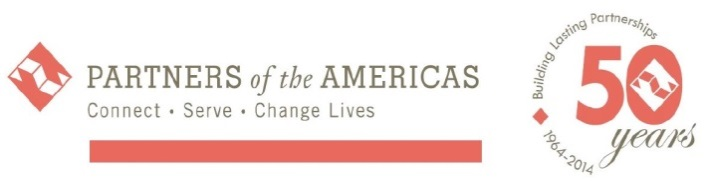 PARTNERS of the AMERICAS
Connect • Serve • Change Lives
Building Lasting Partnerships
50
years
1964-2014